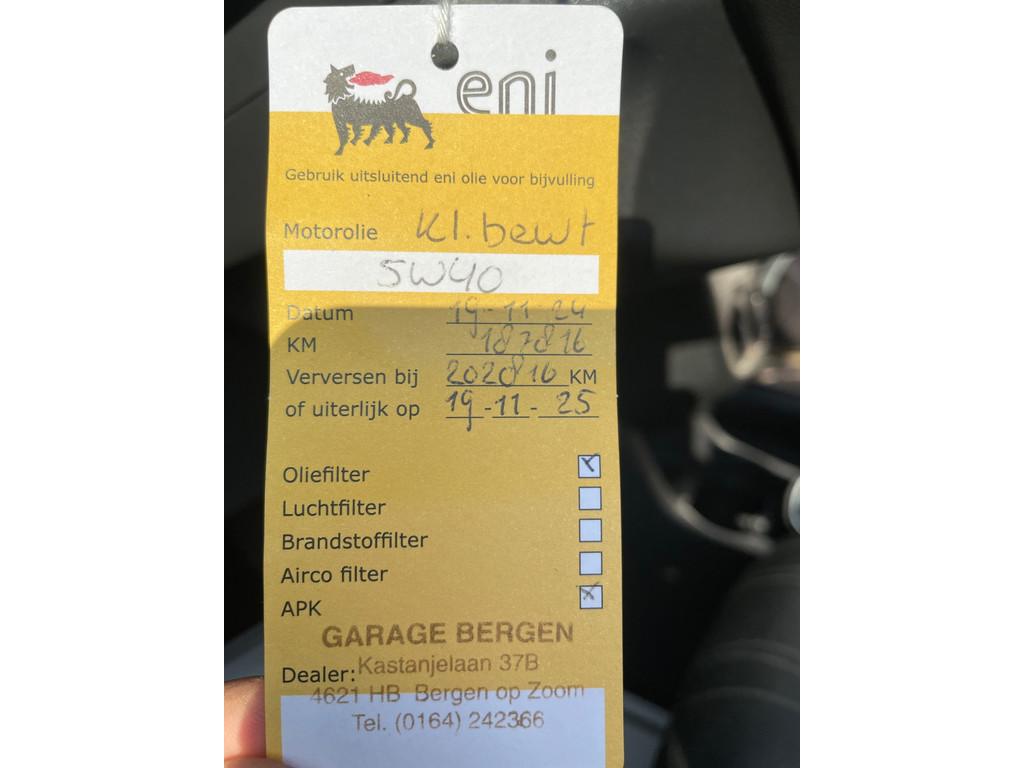 eni
Gebruik uitsluitend eni olie voor bijvulling
Motorolie Kl. bewt
5W40
Datum 19-11-24
KM 187816
Verversen bij 202816 KM
of uiterlijk op 19-11-25
Oliefilter
Luchtfilter
Brandstoffilter
Airco filter
APK
GARAGE BERGEN
Dealer: Kastanjelaan 37B
4621 HB Bergen op Zoom
Tel. (0164) 242366